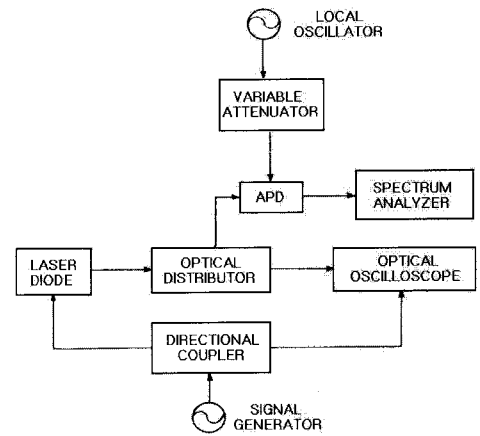 LOCAL
OSCILLATOR
VARIABLE
ATTENUATOR
APD
SPECTRUM
ANALYZER
LASER
DIODE
OPTICAL
DISTRIBUTOR
OPTICAL
OSCILLOSCOPE
DIRECTIONAL
COUPLER
SIGNAL
GENERATOR